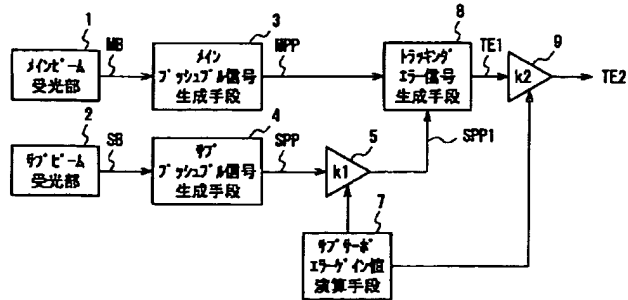 1
メインビーム
受光部
MB
3
メイン
プッシュプル信号
生成手段
MPP
8
トラッキング
エラー信号
生成手段
TE1
9
k2
TE2
2
サブビーム
受光部
SB
4
サブ
プッシュプル信号
生成手段
SPP
5
k1
SPP1
7
サブサーボ
エラーゲイン値
演算手段